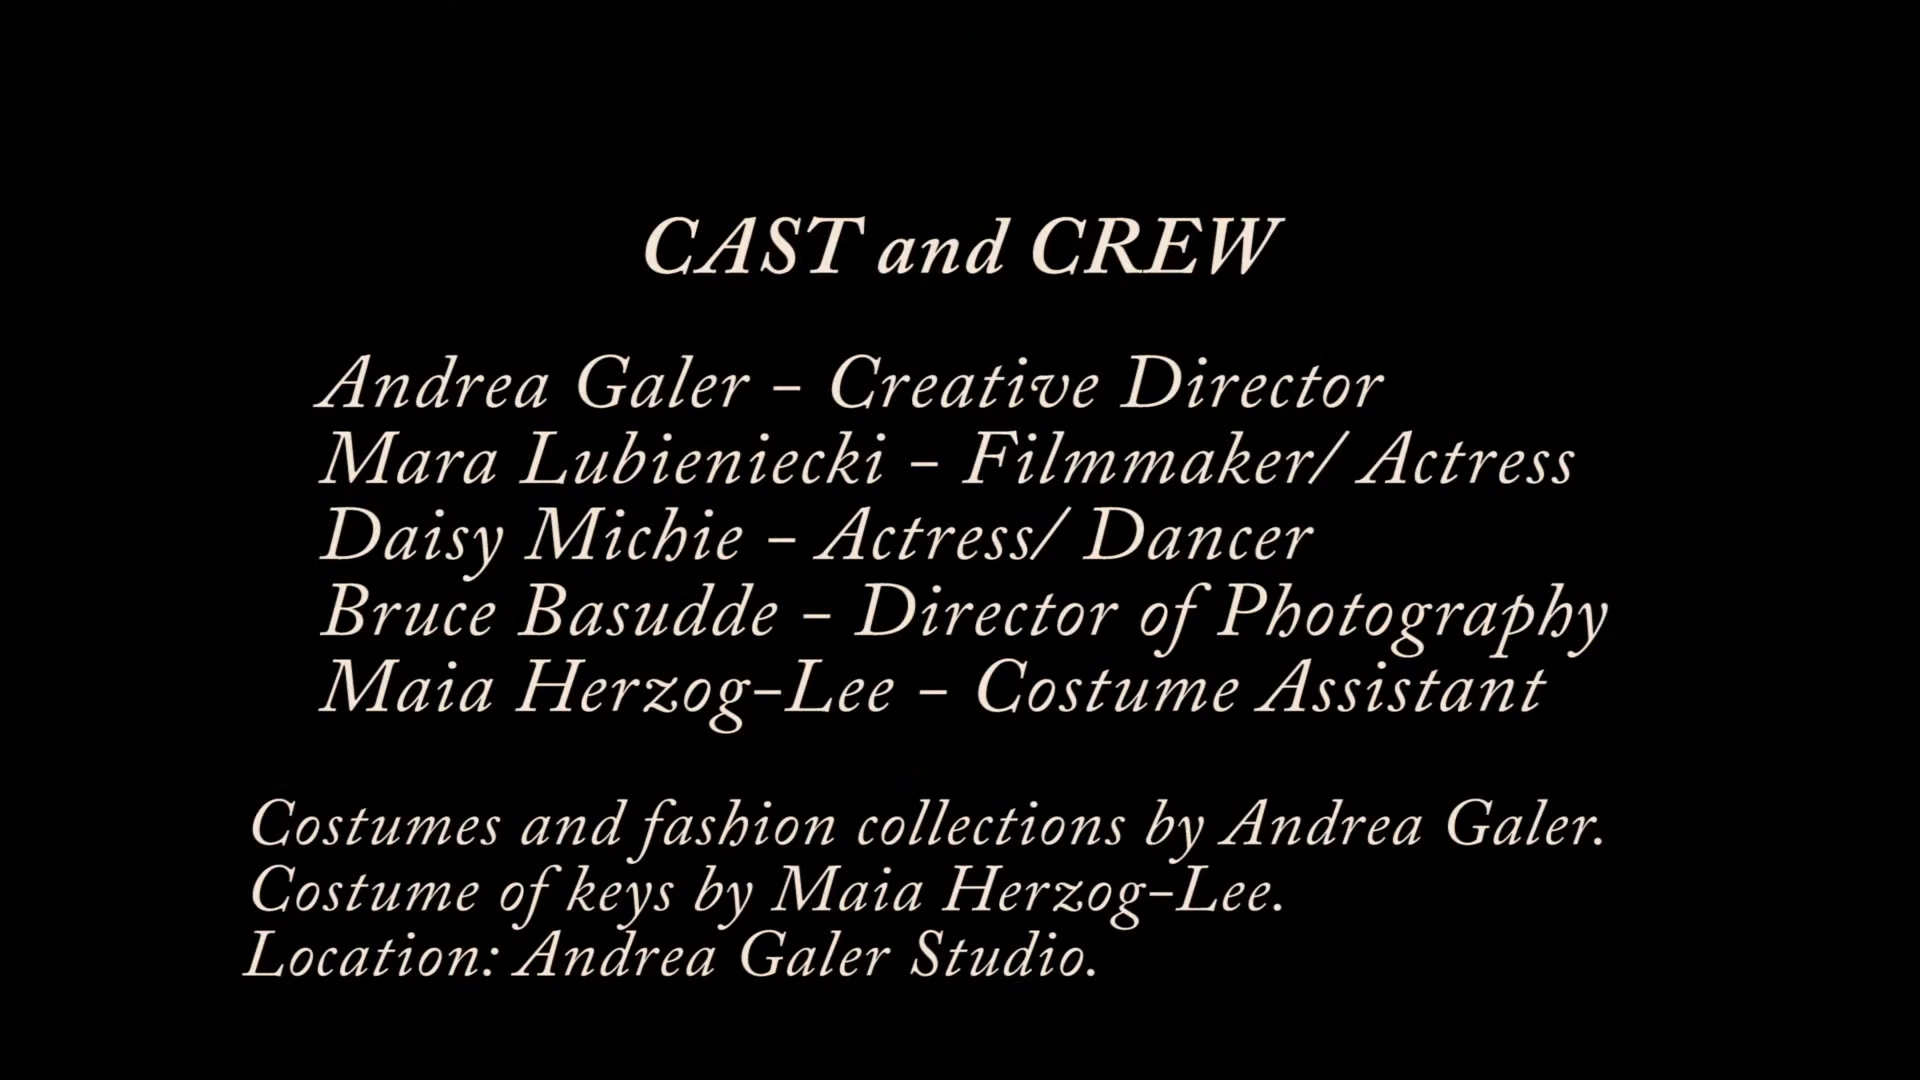 CAST and CREW
Andrea Galer - Creative Director
Mara Lubieniecki - Filmmaker/ Actress
Daisy Michie - Actress/ Dancer
Bruce Basudde - Director of Photography
Maia Herzog-Lee - Costume Assistant
Costumes and fashion collections by Andrea Galer.
Costume of keys by Maia Herzog-Lee.
Location: Andrea Galer Studio.